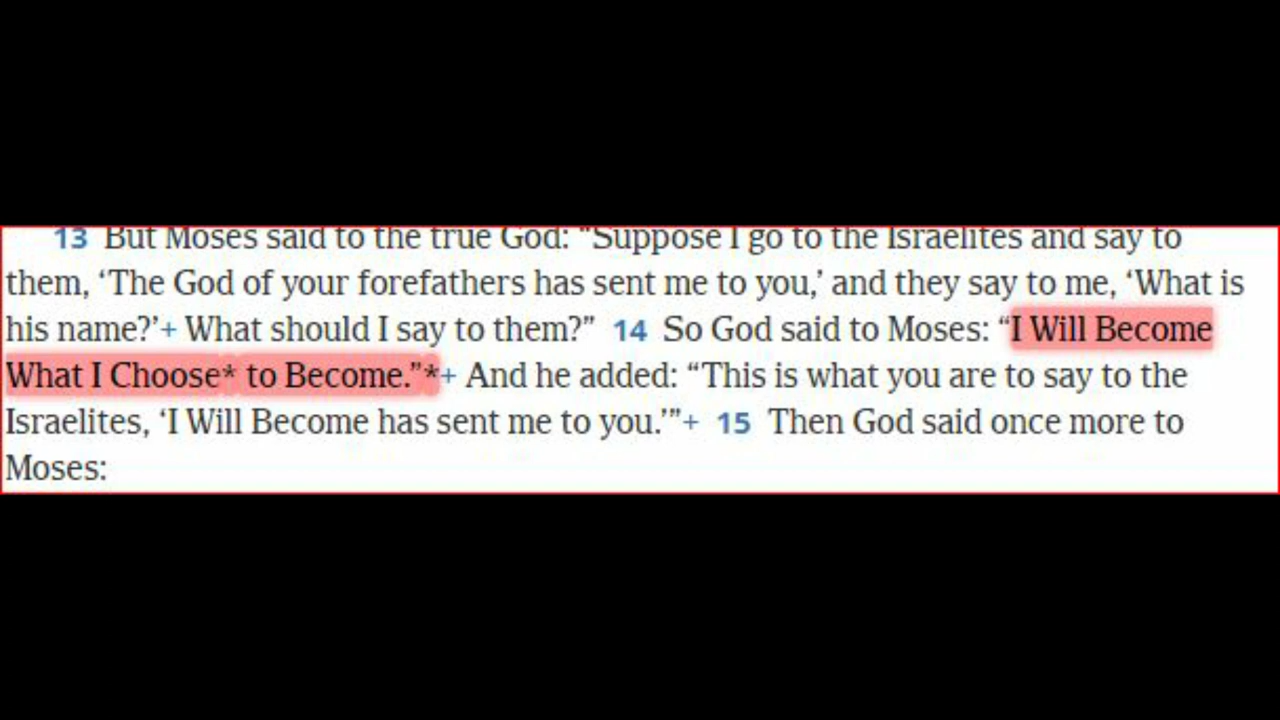 13 But Moses said to the true God: “Suppose I go to the Israelites and say to
them, ‘The God of your forefathers has sent me to you,’ and they say to me, ‘What is
his name?’+ What should I say to them?” 14 So God said to Moses: “I Will Become
What I Choose* to Become.”*+ And he added: “This is what you are to say to the
Israelites, ‘I Will Become has sent me to you.’”+ 15 Then God said once more to
Moses: